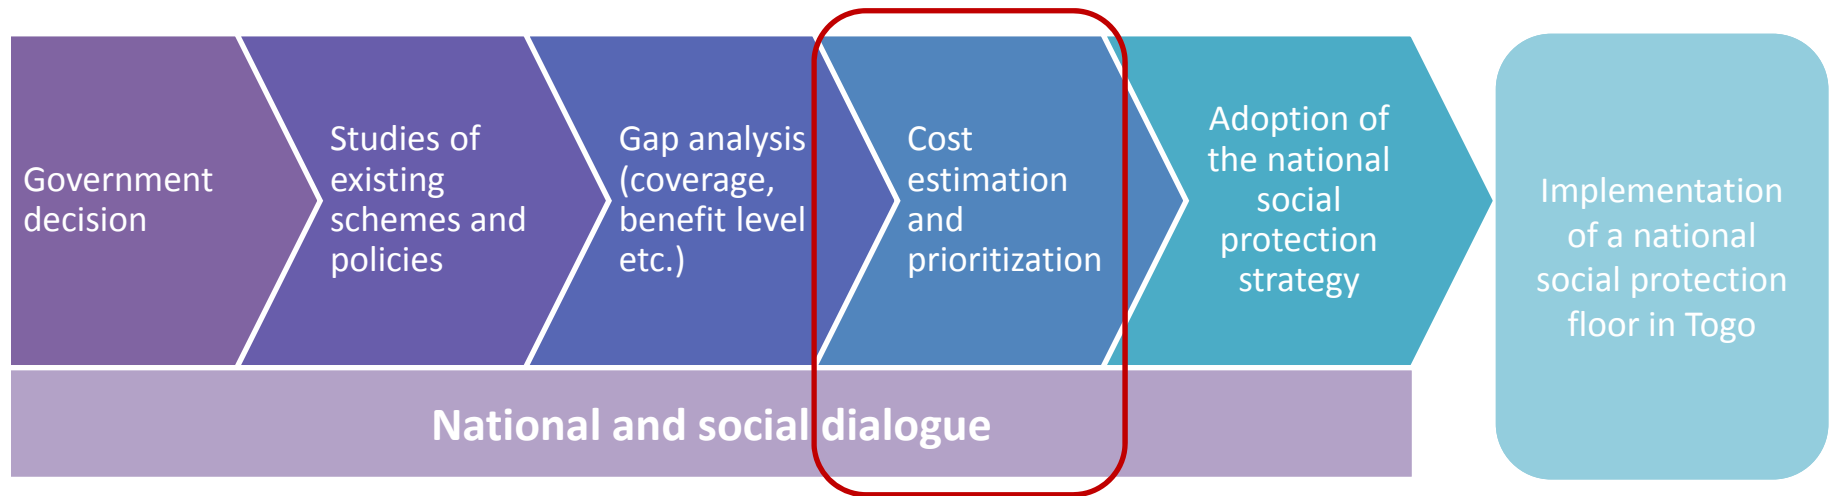 Government
decision
Studies of
existing
schemes and
policies
Gap analysis
(coverage,
benefit level
etc.)
Cost
estimation
and
prioritization
Adoption of
the national
social
protection
strategy
Implementation
of a national
social protection
floor in Togo
National and social dialogue